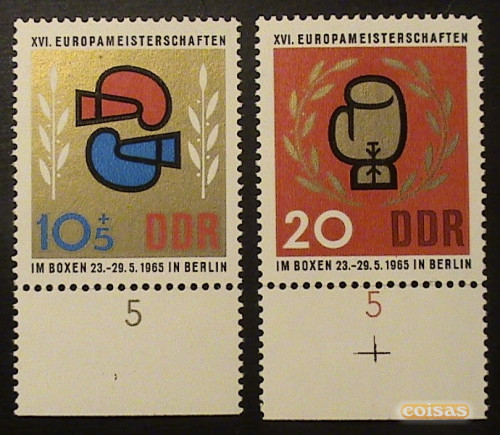 XVI. EUROPAMEISTERSCHAFTEN
10+5 DDR
IM BOXEN 23.-29.5.1965 IN BERLIN
5
XVI. EUROPAMEISTERSCHAFTEN
20 DDR
IM BOXEN 23.-29.5.1965 IN BERLIN
5
coisas